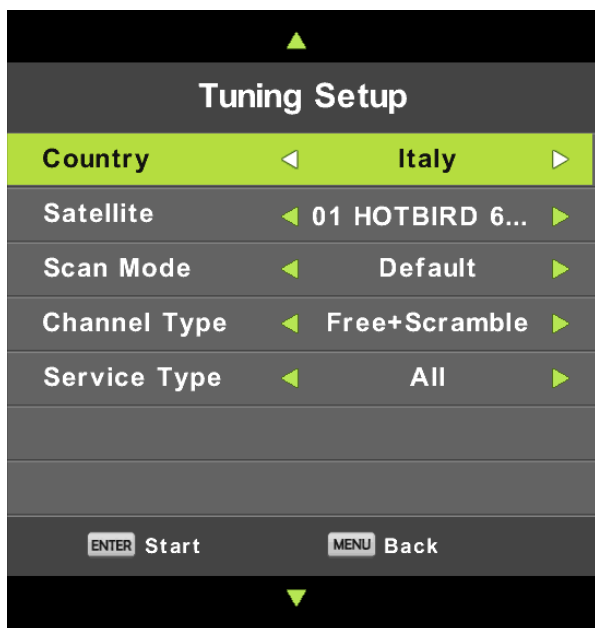 Tuning Setup
Country Italy
Satellite 01 HOTBIRD 6...
Scan Mode Default
Channel Type Free+Scramble
Service Type All
ENTER Start MENU Back